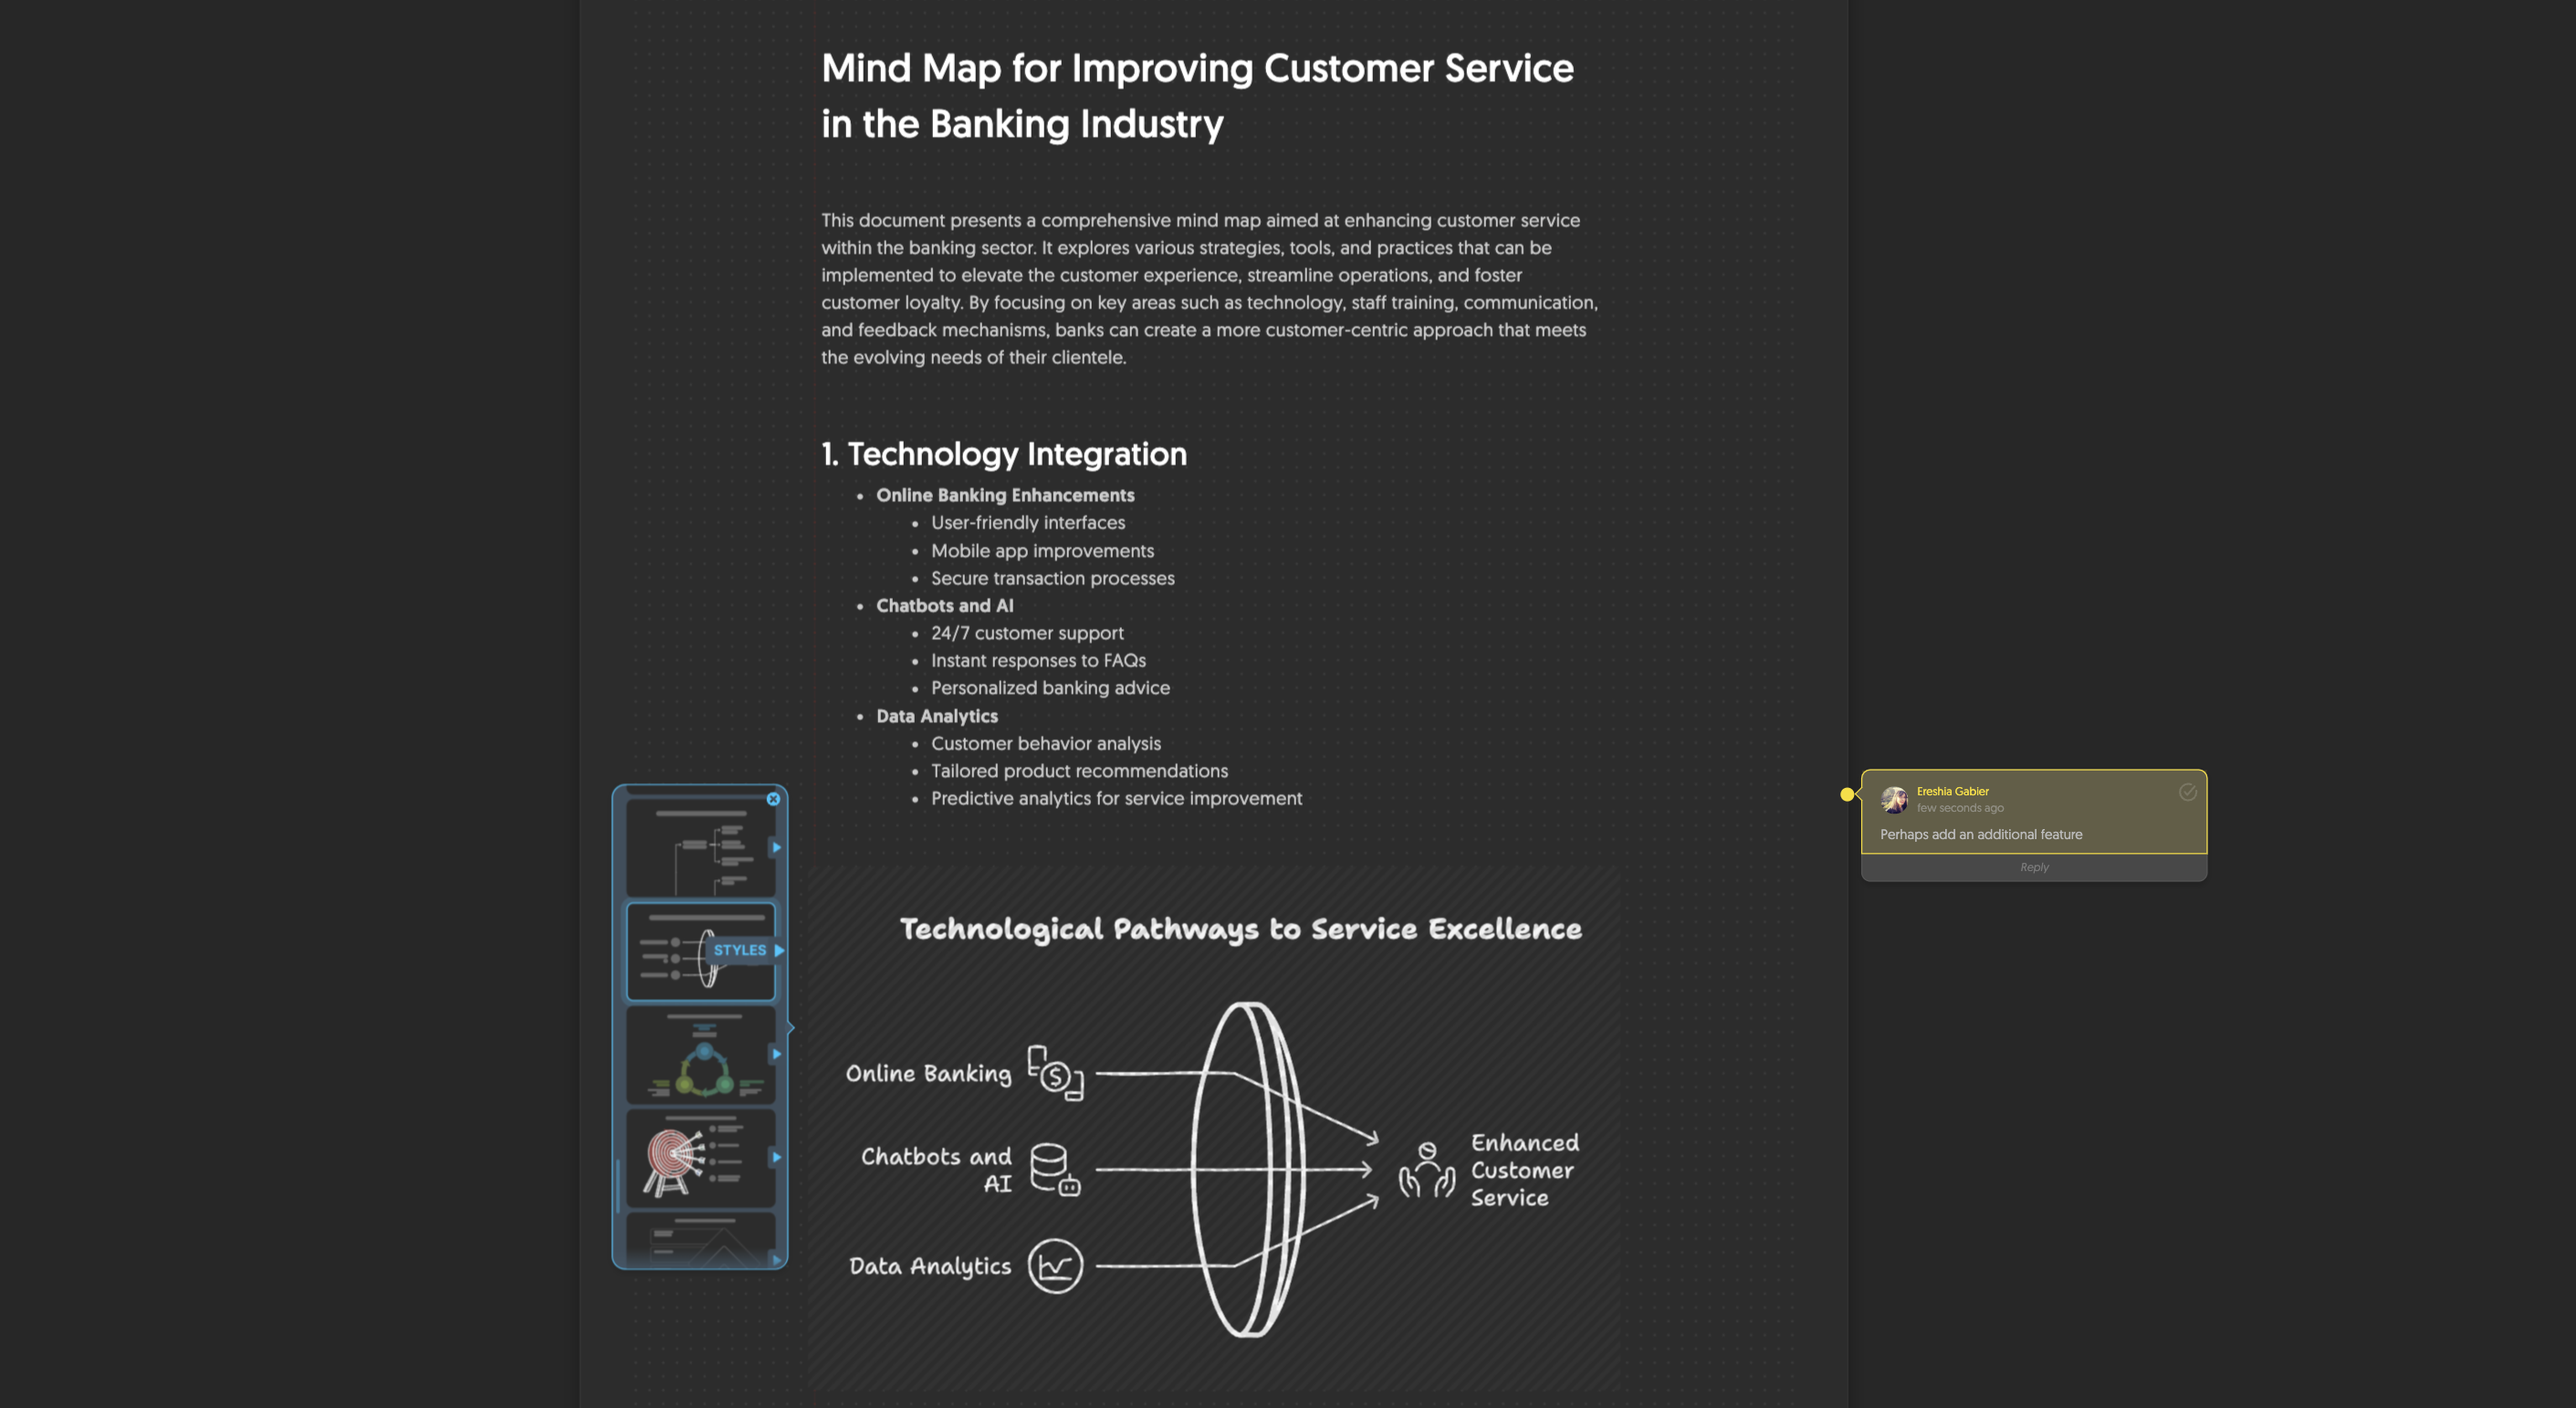 Mind Map for Improving Customer Service
in the Banking Industry
This document presents a comprehensive mind map aimed at enhancing customer service
within the banking sector. It explores various strategies, tools, and practices that can be
implemented to elevate the customer experience, streamline operations, and foster
customer loyalty. By focusing on key areas such as technology, staff training, communication,
and feedback mechanisms, banks can create a more customer-centric approach that meets
the evolving needs of their clientele.
1. Technology Integration
• Online Banking Enhancements
• User-friendly interfaces
• Mobile app improvements
• Secure transaction processes
• Chatbots and AI
• 24/7 customer support
• Instant responses to FAQs
• Personalized banking advice
• Data Analytics
• Customer behavior analysis
• Tailored product recommendations
• Predictive analytics for service improvement
STYLES
Technological Pathways to Service Excellence
Online Banking
$
Chatbots and
AI
Data Analytics
Enhanced
Customer
Service
Ereshia Gabier
few seconds ago
Perhaps add an additional feature
Reply